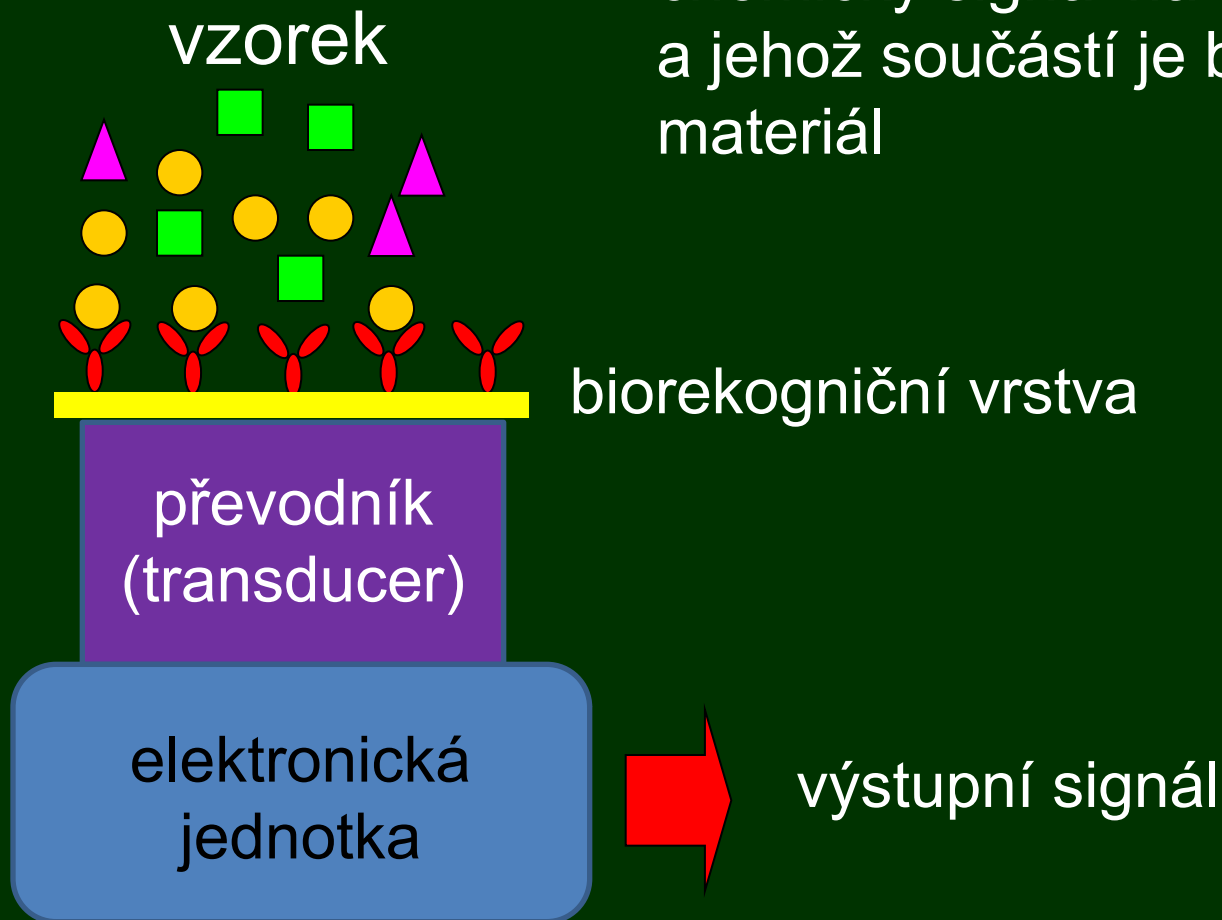 vzorek
a jehož součástí je
materiál
biorekogniční vrstva
převodník
(transducer)
elektronická
jednotka
výstupní signál